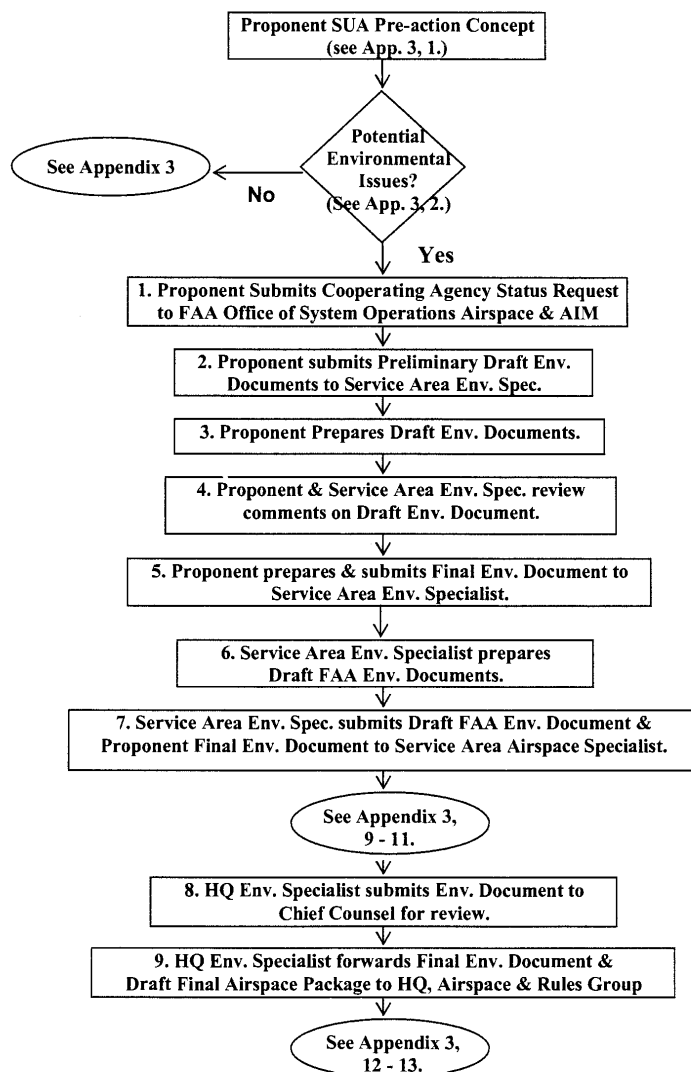 Proponent SUA Pre-action Concept
(see App. 3, 1.)
Potential
Environmental
Issues?
(See App. 3, 2.)
See Appendix 3
No
Yes
1. Proponent Submits Cooperating Agency Status Request
to FAA Office of System Operations Airspace & AIM
2. Proponent submits Preliminary Draft Env.
Documents to Service Area Env. Spec.
3. Proponent Prepares Draft Env. Documents.
4. Proponent & Service Area Env. Spec. review
comments on Draft Env. Document.
5. Proponent prepares & submits Final Env. Document to
Service Area Env. Specialist.
6. Service Area Env. Specialist prepares
Draft FAA Env. Documents.
7. Service Area Env. Spec. submits Draft FAA Env. Document &
Proponent Final Env. Document to Service Area Airspace Specialist.
See Appendix 3,
9 - 11.
8. HQ Env. Specialist submits Env. Document to
Chief Counsel for review.
9. HQ Env. Specialist forwards Final Env. Document &
Draft Final Airspace Package to HQ, Airspace & Rules Group
See Appendix 3,
12 - 13.